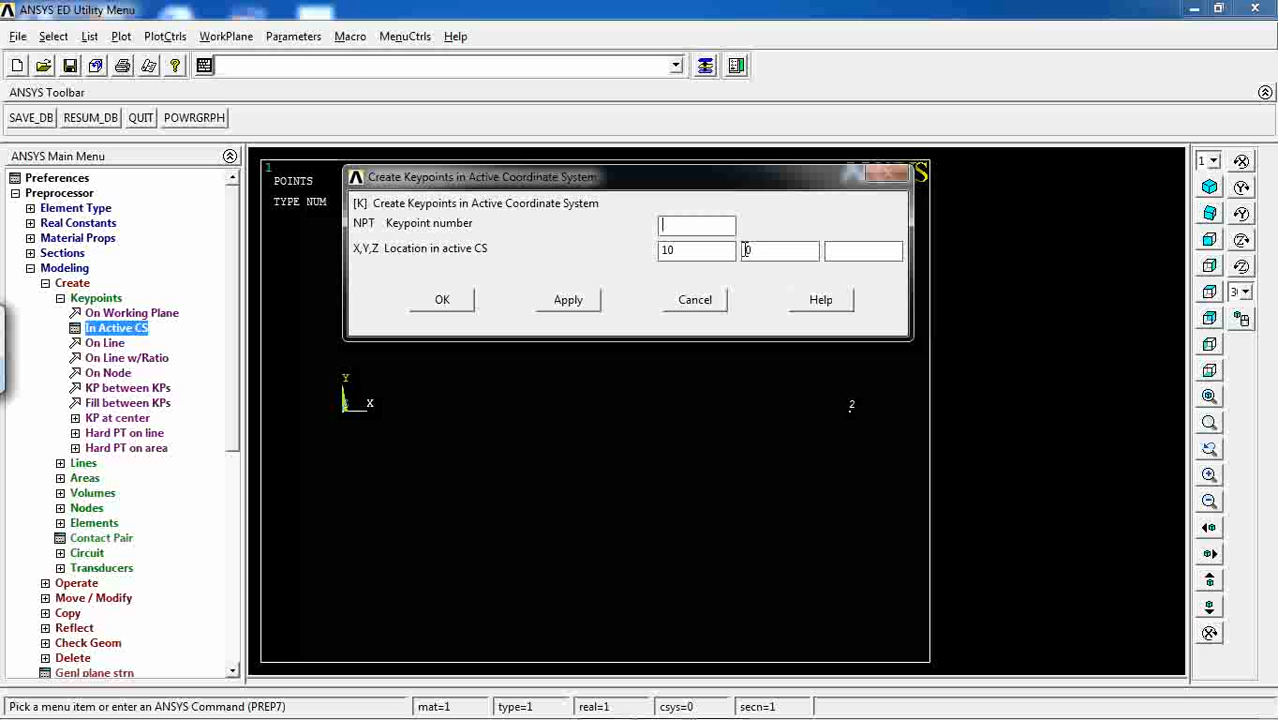 ANSYS ED Utility Menu
File Select List Plot PlotCtrls WorkPlane Parameters Macro MenuCtrls Help
ANSYS Toolbar
SAVE_DB RESUM_DB QUIT POWRGRPH
ANSYS Main Menu
Preferences
Preprocessor
Element Type
Real Constants
Material Props
Sections
Modeling
Create
Keypoints
On Working Plane
In Active CS
On Line
On Line w/Ratio
On Node
KP between KPs
Fill between KPs
KP at center
Hard PT on line
Hard PT on area
Lines
Areas
Volumes
Nodes
Elements
Contact Pair
Circuit
Transducers
Operate
Move / Modify
Copy
Reflect
Check Geom
Delete
Genl plane strn
1
POINTS
TYPE NUM
Create Keypoints in Active Coordinate System
[K] Create Keypoints in Active Coordinate System
NPT Keypoint number
X,Y,Z Location in active CS 10 0
OK Apply Cancel Help
Y
X
2
1
Pick a menu item or enter an ANSYS Command (PREP7) mat=1 type=1 real=1 csys=0 secn=1